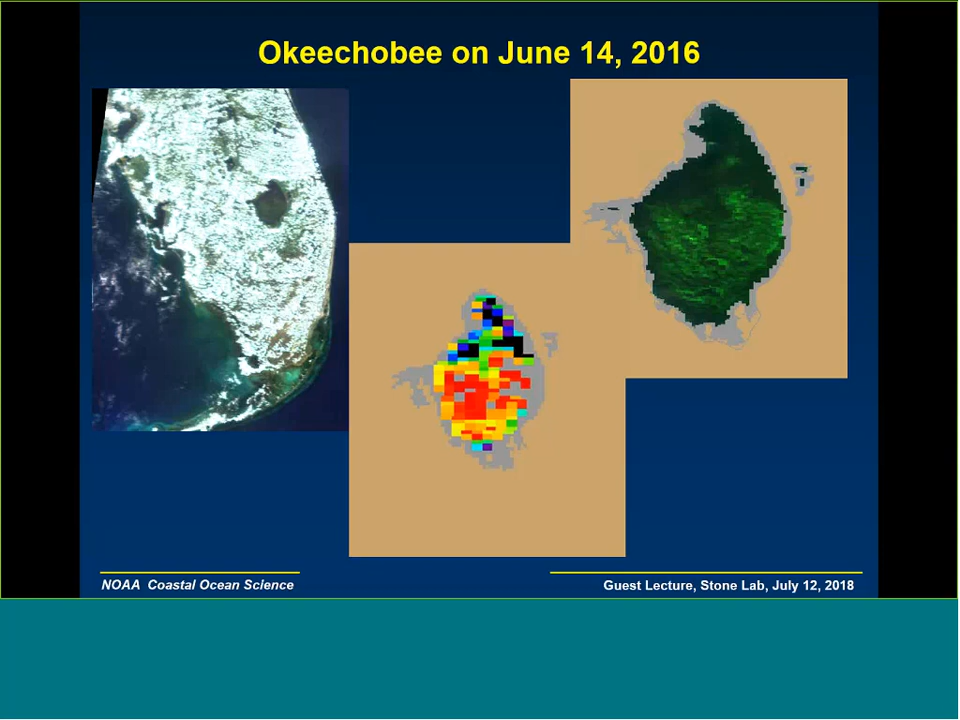 Okeechobee on June 14, 2016
NOAA Coastal Ocean Science
Guest Lecture, Stone Lab, July 12, 2018